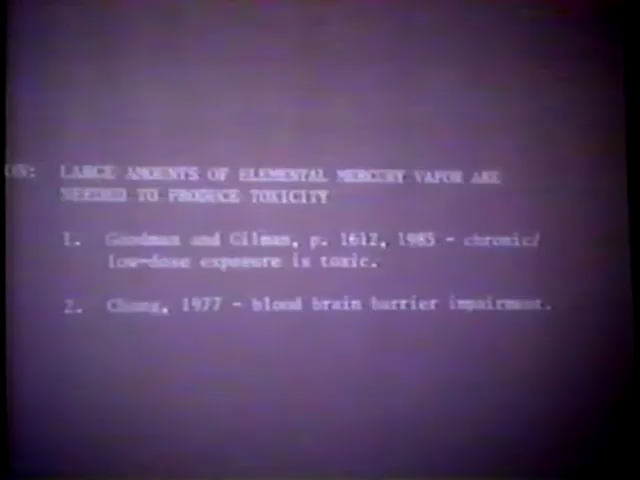 ON: LARGE AMOUNTS OF ELEMENTAL MERCURY VAPOR ARE
NEEDED TO PRODUCE TOXICITY
1. Goodman and Gilman, p. 1612, 1985 - chronic/
low-dose exposure is toxic.
2. Chang, 1977 - blood brain barrier impairment.